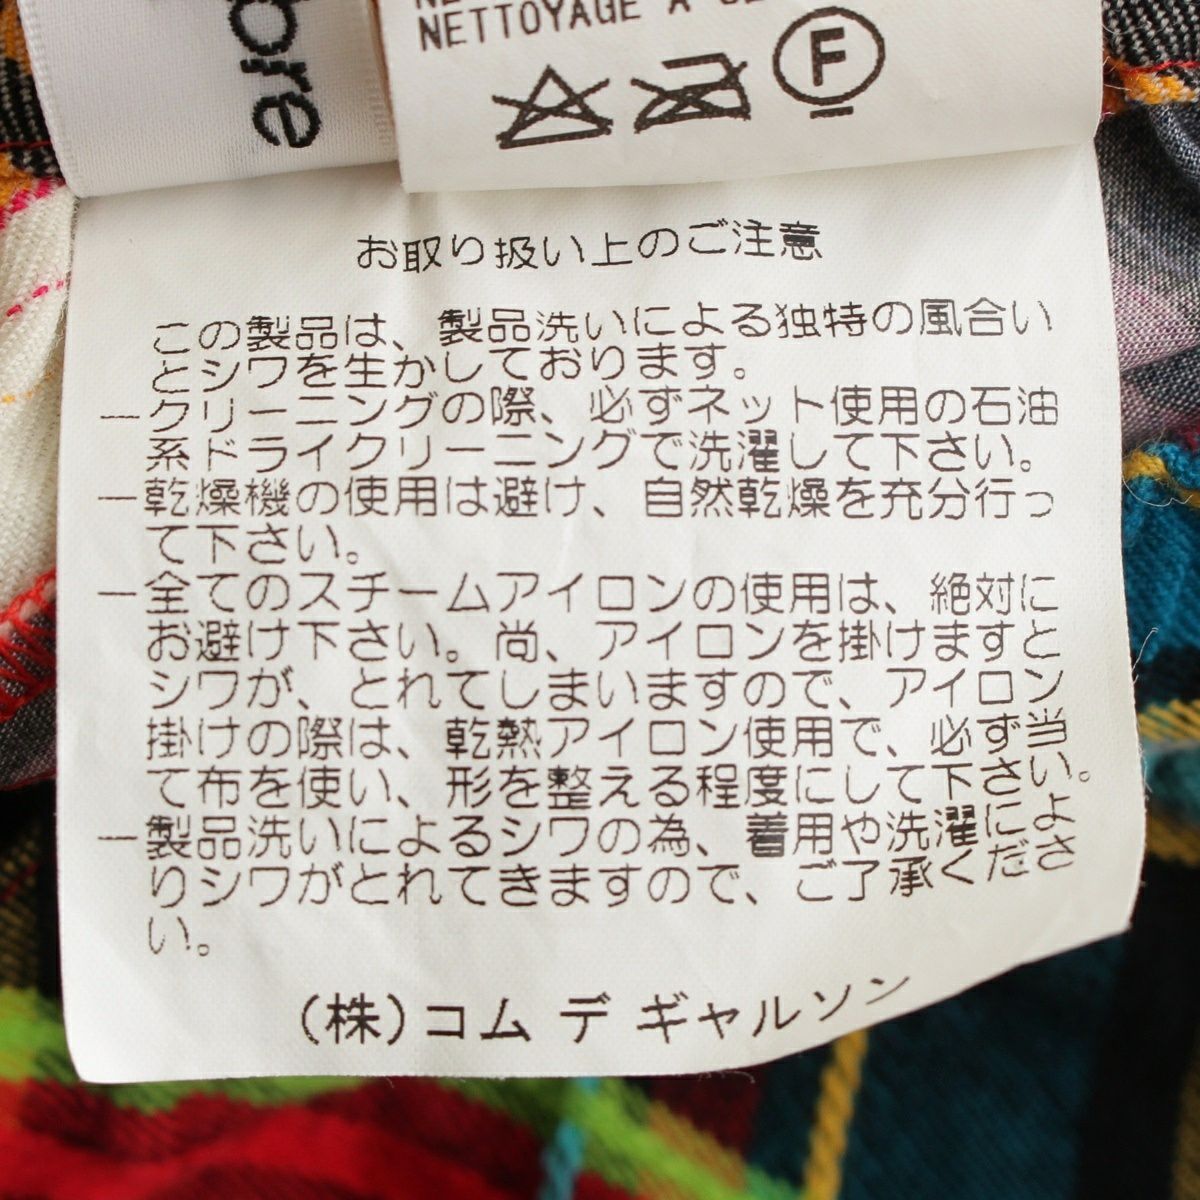 bre
NETTOYAGE A
F
お取り扱い上のご注意
この製品は、製品洗いによる独特の風合い
とシワを生かしております。
—クリーニングの際、必ずネット使用の石油
系ドライクリーニングで洗濯して下さい。
—乾燥機の使用は避け、自然乾燥を充分行っ
て下さい。
—全てのスチームアイロンの使用は、絶対に
お避け下さい。尚、アイロンを掛けますと
シワが、とれてしまいますので、アイロン
掛けの際は、乾熱アイロン使用で、必ず当
て布を使い、形を整える程度にして下さい。
—製品洗いによるシワの為、着用や洗濯によ
りシワがとれてきますので、ご了承くださ
い。
(株)コム デ ギャルソン